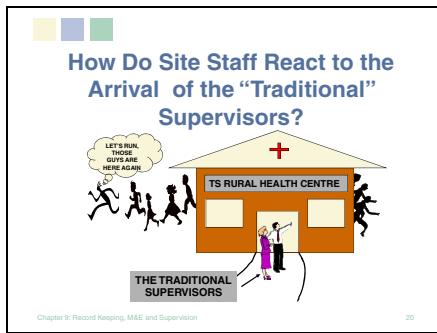 How Do Site Staff React to the
Arrival of the “Traditional”
Supervisors?
LET'S RUN,
THOSE
GUYS ARE
HERE AGAIN
TS RURAL HEALTH CENTRE
THE TRADITIONAL
SUPERVISORS
Chapter 9: Record Keeping, M&E and Supervision
20